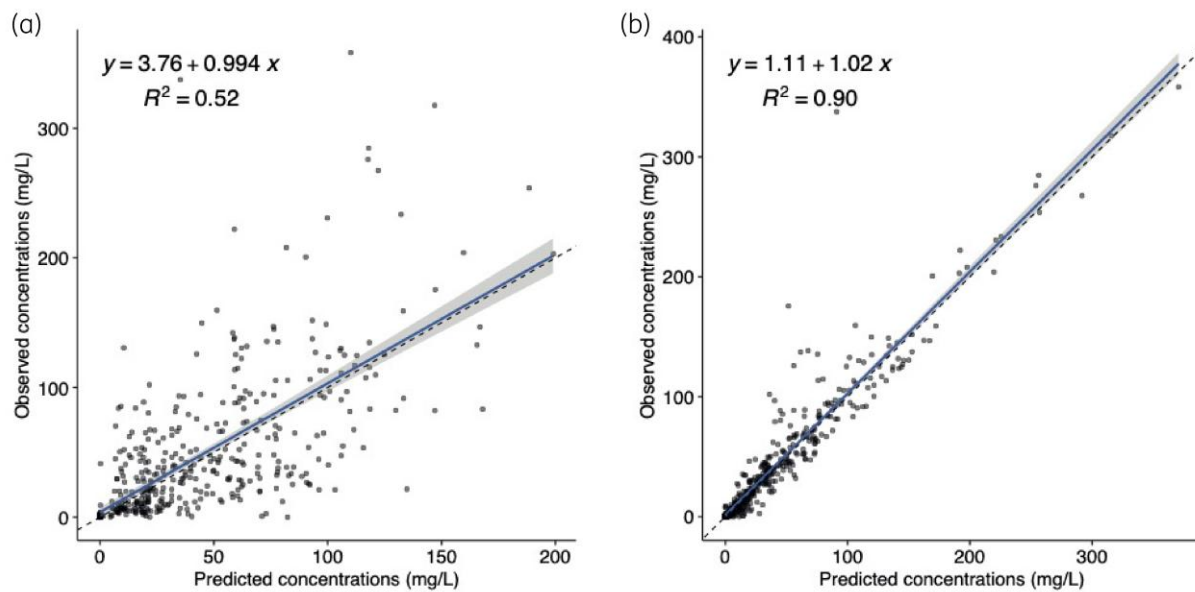 (a)
y = 3.76 + 0.994 x
R² = 0.52
Observed concentrations (mg/L)
300
200
100
0
0 50 100 150 200
Predicted concentrations (mg/L)
(b)
y = 1.11 + 1.02 x
R² = 0.90
Observed concentrations (mg/L)
400
300
200
100
0
0 100 200 300
Predicted concentrations (mg/L)